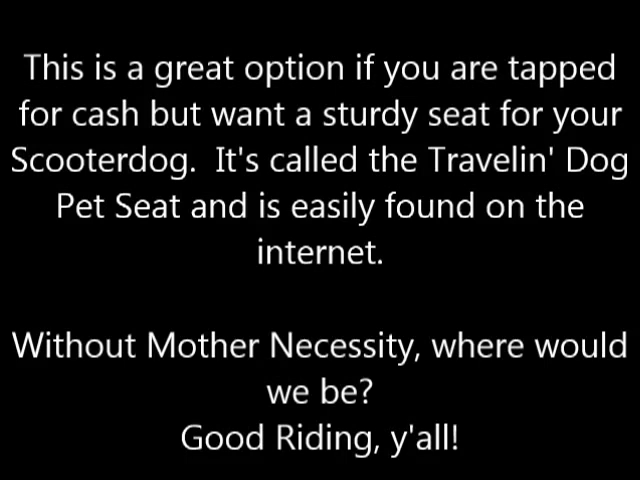 This is a great option if you are tapped
for cash but want a sturdy seat for your
Scooterdog.  It's called the Travelin' Dog
Pet Seat and is easily found on the
internet.
Without Mother Necessity, where would
we be?
Good Riding, y'all!